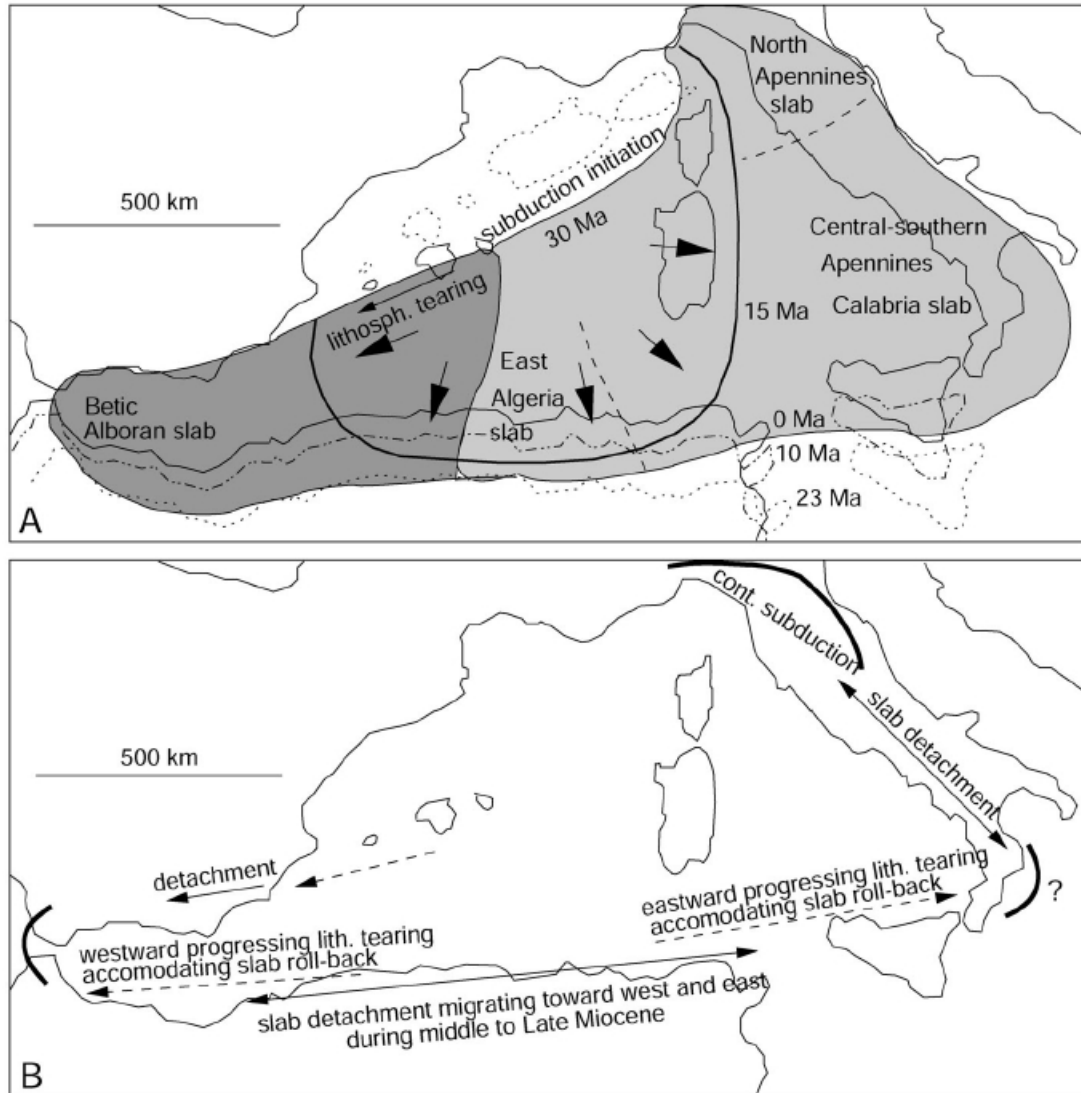 North
Apennines
slab
500 km
subduction initiation
30 Ma
Central-southern
Apennines
Calabria slab
15 Ma
lithosph. tearing
East
Algeria
slab
Betic
Alboran slab
0 Ma
10 Ma
23 Ma
A
cont. subduction
slab detachment
500 km
detachment
eastward progressing lith. tearing
accomodating slab roll-back
?
westward progressing lith. tearing
accomodating slab roll-back
slab detachment migrating toward west and east
during middle to Late Miocene
B